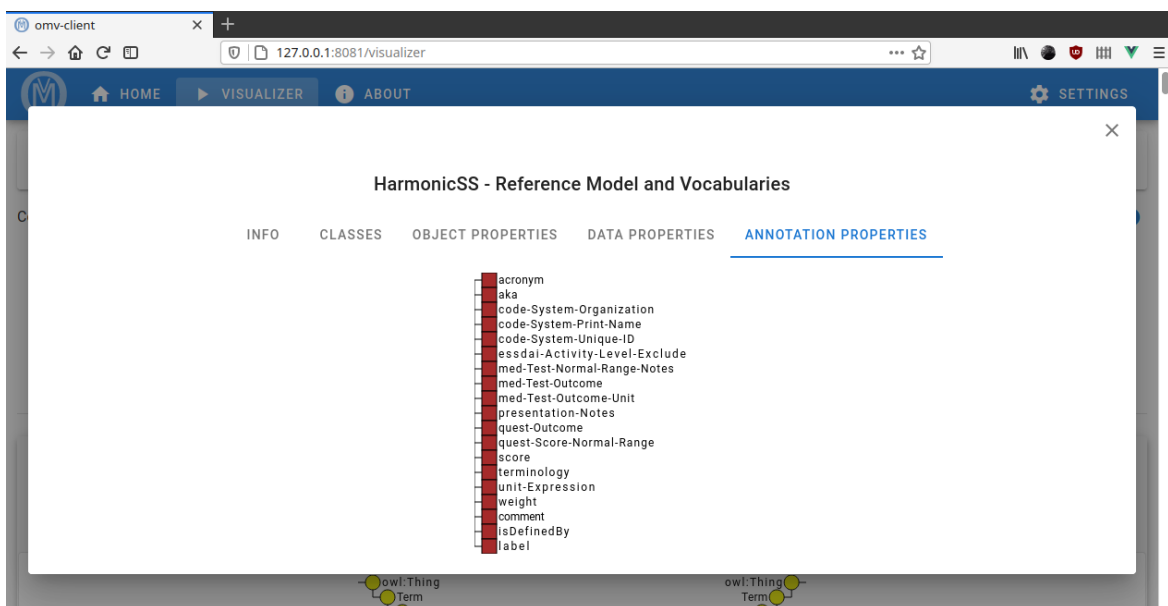 omv-client
127.0.0.1:8081/visualizer
HOME
VISUALIZER
ABOUT
SETTINGS
HarmonicSS - Reference Model and Vocabularies
INFO
CLASSES
OBJECT PROPERTIES
DATA PROPERTIES
ANNOTATION PROPERTIES
acronym
aka
code-System-Organization
code-System-Print-Name
code-System-Unique-ID
essdai-Activity-Level-Exclude
med-Test-Normal-Range-Notes
med-Test-Outcome
med-Test-Outcome-Unit
presentation-Notes
quest-Outcome
quest-Score-Normal-Range
score
terminology
unit-Expression
weight
comment
isDefinedBy
label
owl:Thing
owl:Thing
Term
Term